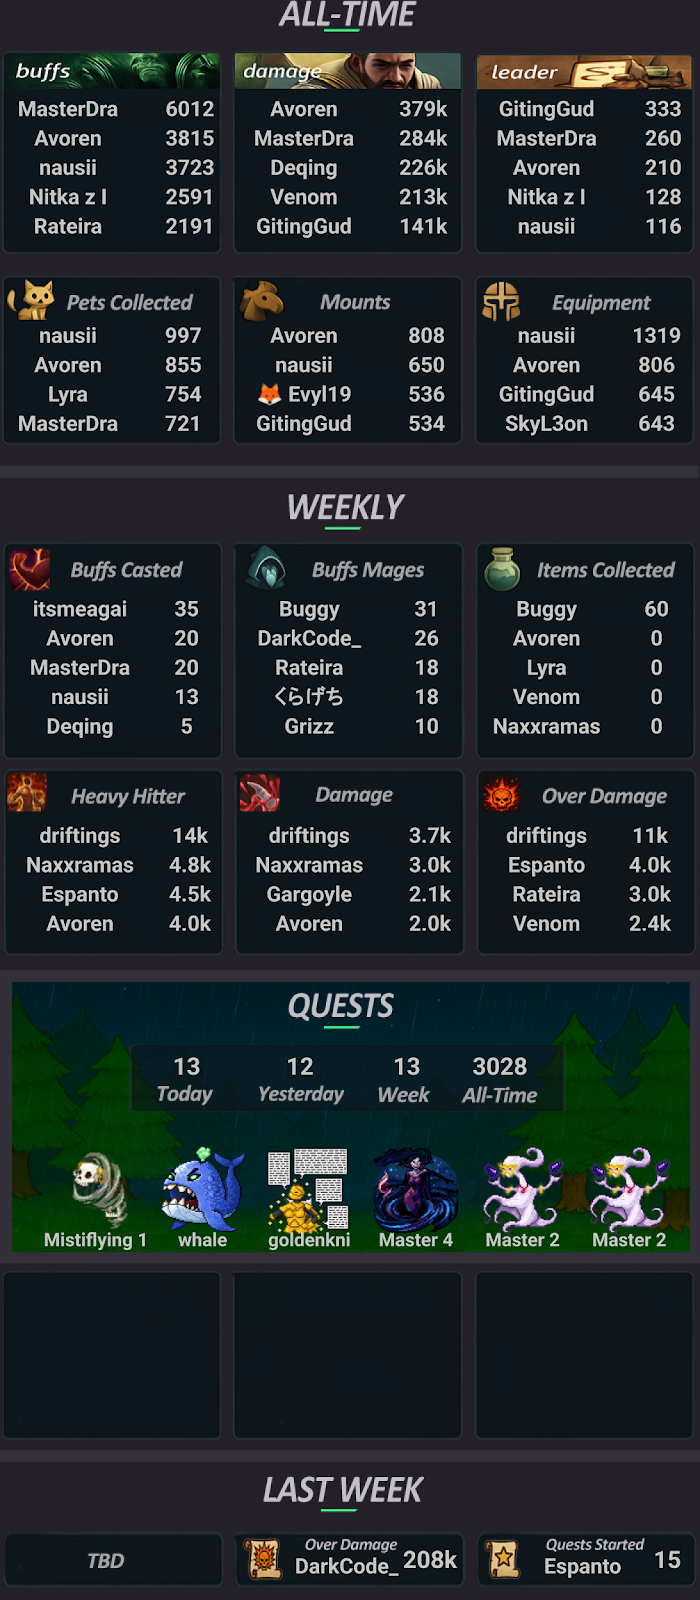 ALL-TIME
buffs
MasterDra 6012
Avoren 3815
nausii 3723
Nitka z l 2591
Rateira 2191
damage
Avoren 379k
MasterDra 284k
Deqing 226k
Venom 213k
GitingGud 141k
leader
GitingGud 333
MasterDra 260
Avoren 210
Nitka z l 128
nausii 116
Pets Collected
nausii 997
Avoren 855
Lyra 754
MasterDra 721
Mounts
Avoren 808
nausii 650
🦊 Evyl19 536
GitingGud 534
Equipment
nausii 1319
Avoren 806
GitingGud 645
SkyL3on 643
WEEKLY
Buffs Casted
itsmeagai 35
Avoren 20
MasterDra 20
nausii 13
Deqing 5
Buffs Mages
Buggy 31
DarkCode_ 26
Rateira 18
くらげち 18
Grizz 10
Items Collected
Buggy 60
Avoren 0
Lyra 0
Venom 0
Naxxramas 0
Heavy Hitter
driftings 14k
Naxxramas 4.8k
Espanto 4.5k
Avoren 4.0k
Damage
driftings 3.7k
Naxxramas 3.0k
Gargoyle 2.1k
Avoren 2.0k
Over Damage
driftings 11k
Espanto 4.0k
Rateira 3.0k
Venom 2.4k
QUESTS
13 12 13 3028
Today Yesterday Week All-Time
Mistiflying 1 whale goldenkni Master 4 Master 2 Master 2
LAST WEEK
TBD
Over Damage
DarkCode_ 208k
Quests Started
Espanto 15